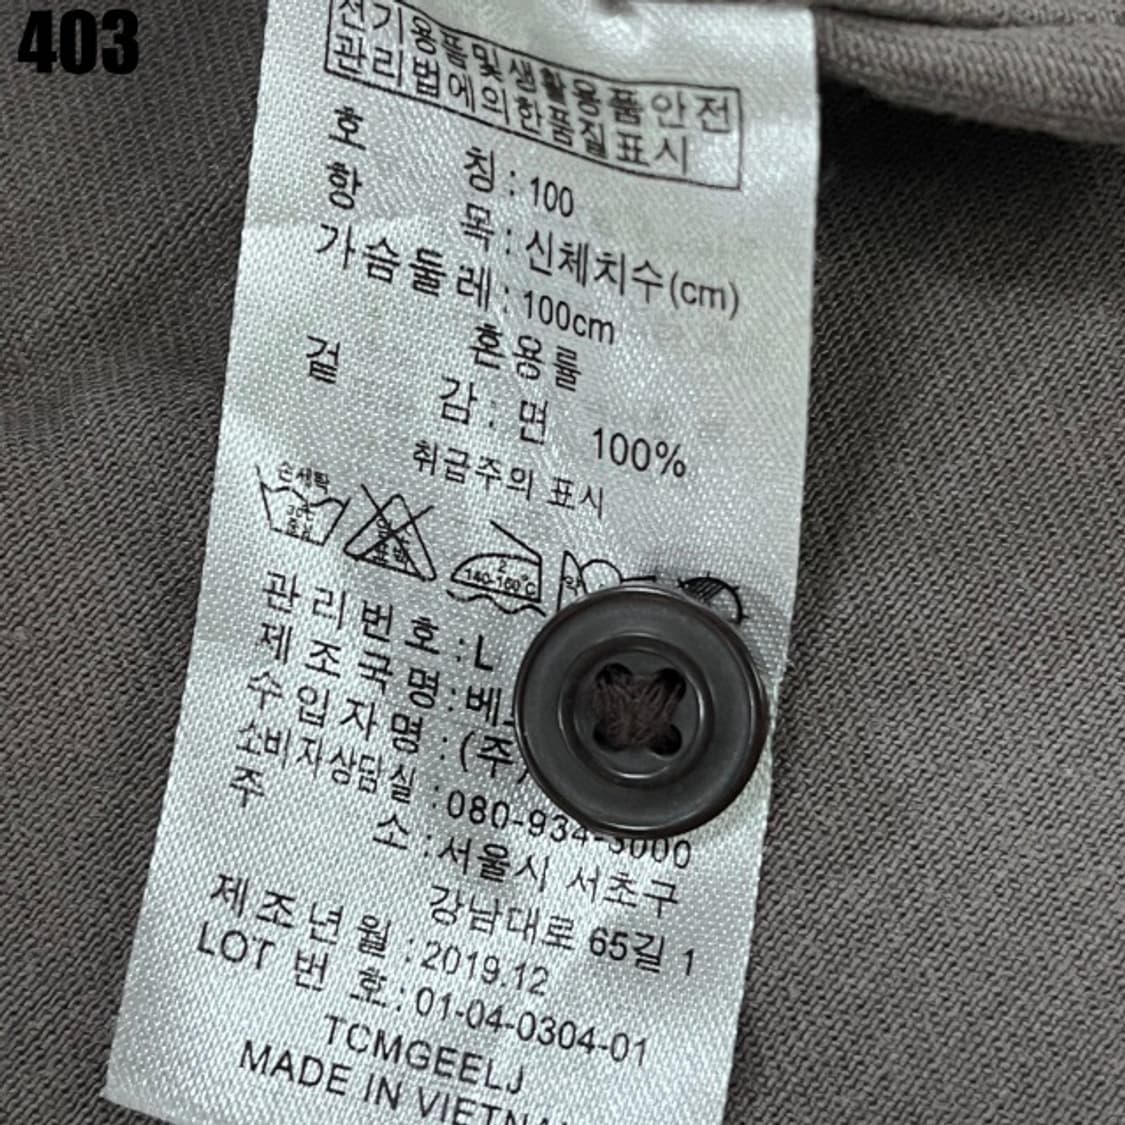 403
전기용품및생활용품안전
관리법에의한품질표시
호 칭 : 100
항 목 : 신체치수(cm)
가슴둘레 : 100cm
혼용률
겉 감 : 면 100%
취급주의 표시
손세탁
140-160℃
관리번호 : L
제조국명 : 베
수입자명 : (주)
소비자상담실 : 080-934-3000
주 소 : 서울시 서초구
강남대로 65길 1
제조년월 : 2019.12
LOT 번 호 : 01-04-0304-01
TCMGEELJ
MADE IN VIETNA